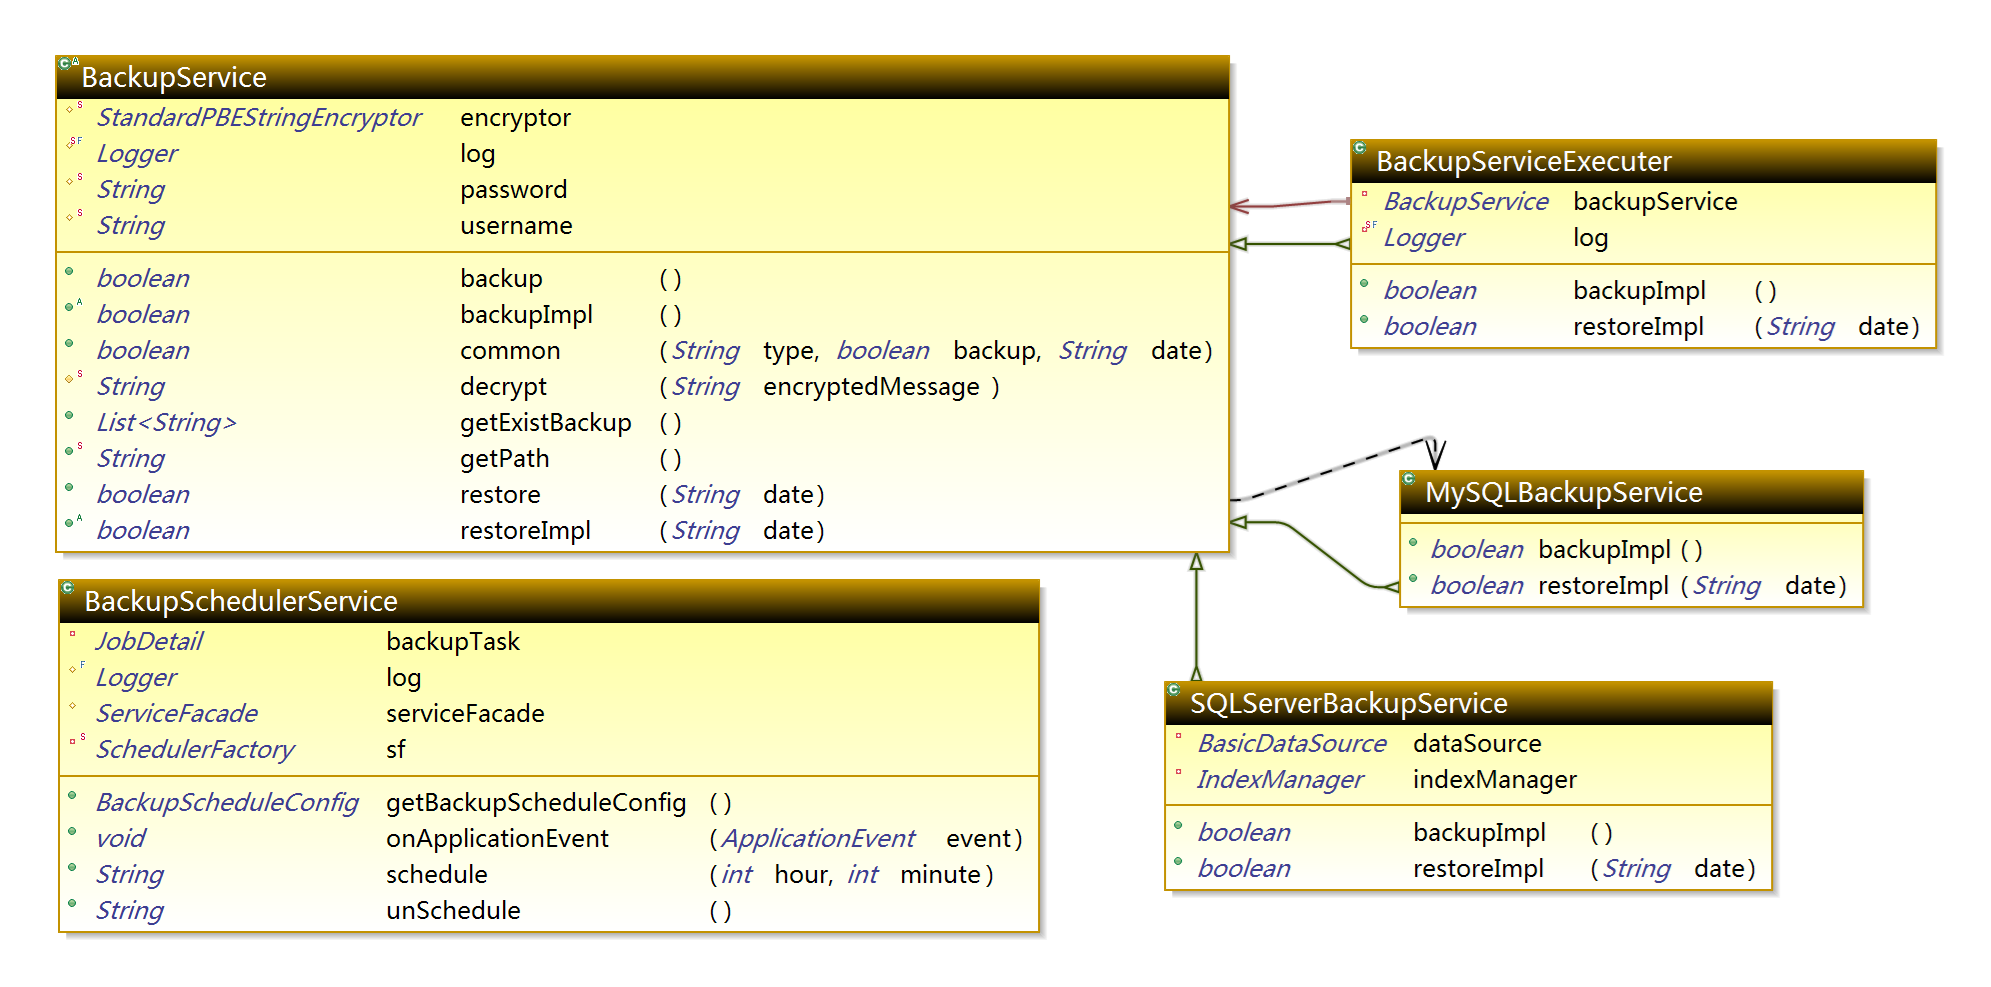 BackupService
StandardPBEStringEncryptor encryptor
Logger log
String password
String username
boolean backup ()
boolean backupImpl ()
boolean common (String type, boolean backup, String date)
String decrypt (String encryptedMessage )
List<String> getExistBackup ()
String getPath ()
boolean restore (String date)
boolean restoreImpl (String date)
BackupServiceExecuter
BackupService backupService
Logger log
boolean backupImpl ()
boolean restoreImpl (String date)
MySQLBackupService
boolean backupImpl ()
boolean restoreImpl (String date)
BackupSchedulerService
JobDetail backupTask
Logger log
ServiceFacade serviceFacade
SchedulerFactory sf
BackupScheduleConfig getBackupScheduleConfig ()
void onApplicationEvent (ApplicationEvent event)
String schedule (int hour, int minute)
String unSchedule ()
SQLServerBackupService
BasicDataSource dataSource
IndexManager indexManager
boolean backupImpl ()
boolean restoreImpl (String date)